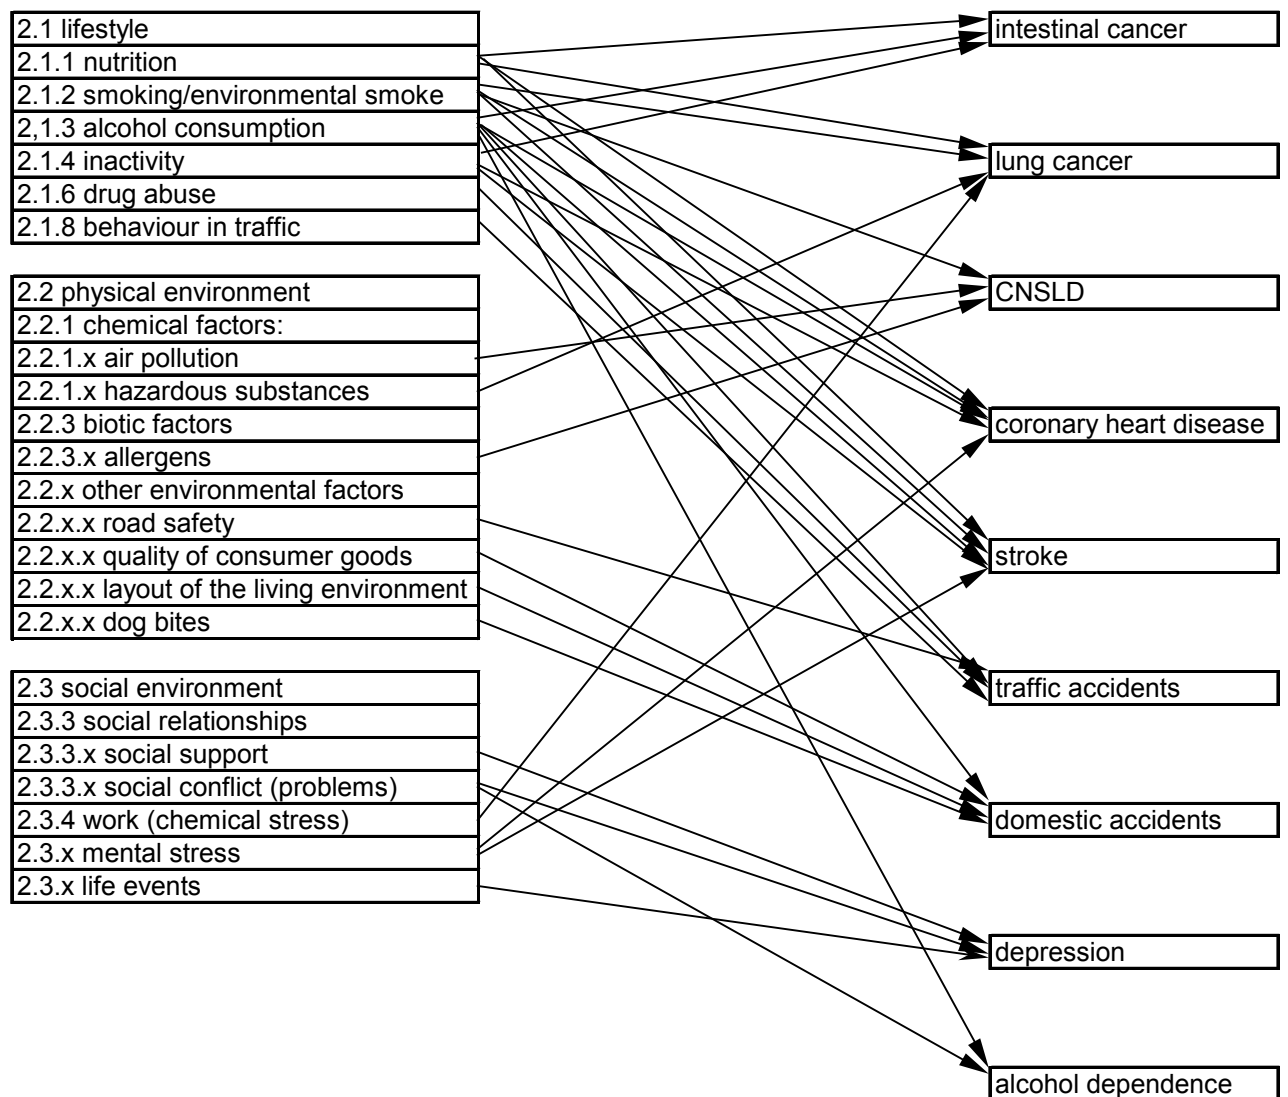 2.1 lifestyle
2.1.1 nutrition
2.1.2 smoking/environmental smoke
2,1.3 alcohol consumption
2.1.4 inactivity
2.1.6 drug abuse
2.1.8 behaviour in traffic
2.2 physical environment
2.2.1 chemical factors:
2.2.1.x air pollution
2.2.1.x hazardous substances
2.2.3 biotic factors
2.2.3.x allergens
2.2.x other environmental factors
2.2.x.x road safety
2.2.x.x quality of consumer goods
2.2.x.x layout of the living environment
2.2.x.x dog bites
2.3 social environment
2.3.3 social relationships
2.3.3.x social support
2.3.3.x social conflict (problems)
2.3.4 work (chemical stress)
2.3.x mental stress
2.3.x life events
intestinal cancer
lung cancer
CNSLD
coronary heart disease
stroke
traffic accidents
domestic accidents
depression
alcohol dependence